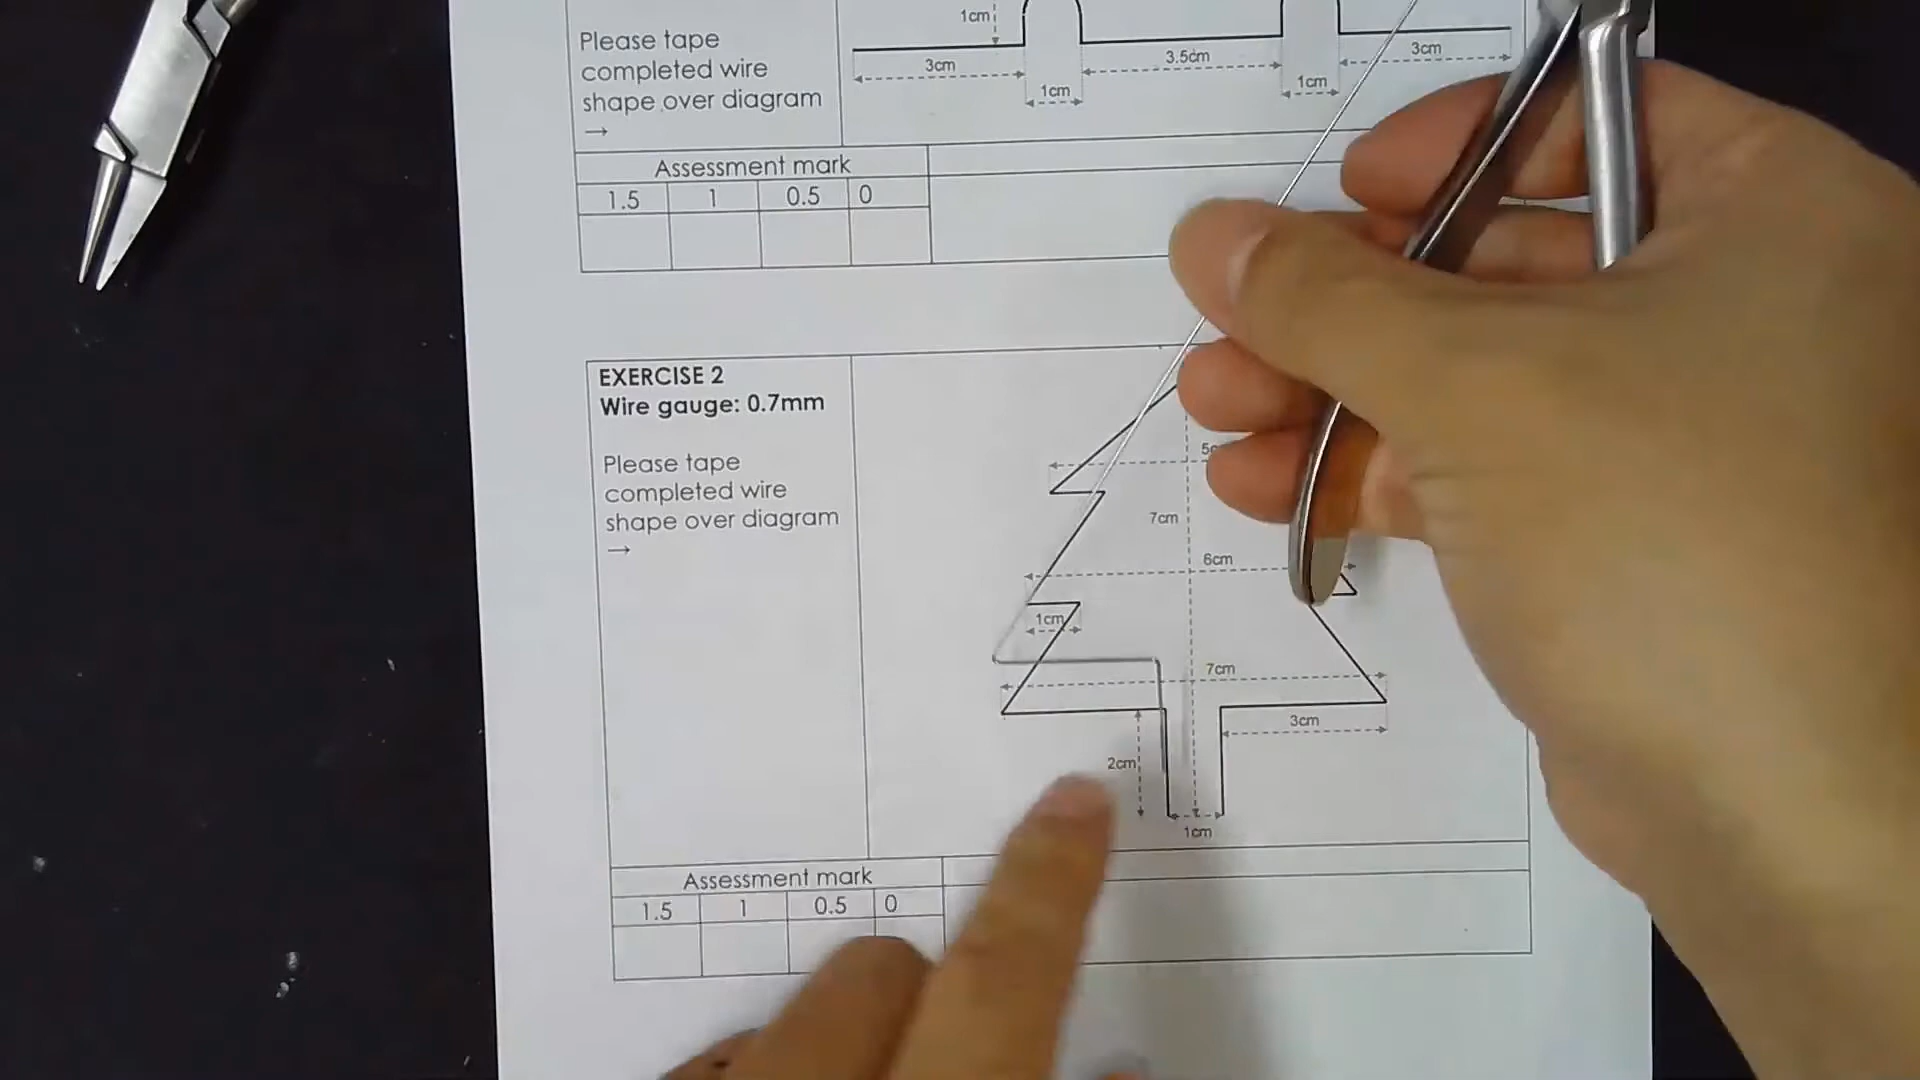 1cm
Please tape
completed wire
shape over diagram
→
3cm
3.5cm
3cm
1cm
1cm
Assessment mark
1.5 1 0.5 0
EXERCISE 2
Wire gauge: 0.7mm
Please tape
completed wire
shape over diagram
→
7cm
6cm
1cm
7cm
3cm
2cm
1cm
Assessment mark
1.5 1 0.5 0